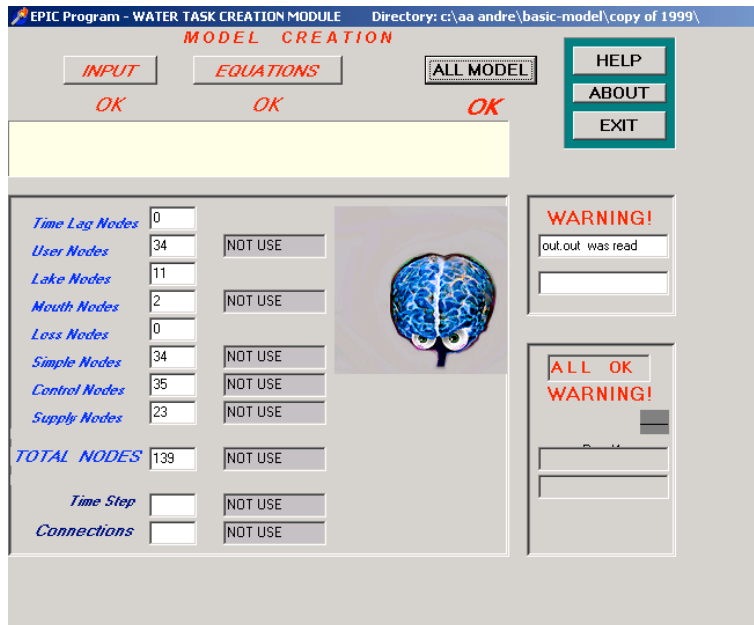 EPIC Program - WATER TASK CREATION MODULE Directory: c:\aa andre\basic-model\copy of 1999\
MODEL CREATION
INPUT EQUATIONS ALL MODEL
OK OK OK
HELP
ABOUT
EXIT
Time Lag Nodes 0
User Nodes 34 NOT USE
Lake Nodes 11
Mouth Nodes 2 NOT USE
Loss Nodes 0
Simple Nodes 34 NOT USE
Control Nodes 35 NOT USE
Supply Nodes 23 NOT USE
TOTAL NODES 139 NOT USE
Time Step NOT USE
Connections NOT USE
WARNING!
out.out was read
ALL OK
WARNING!